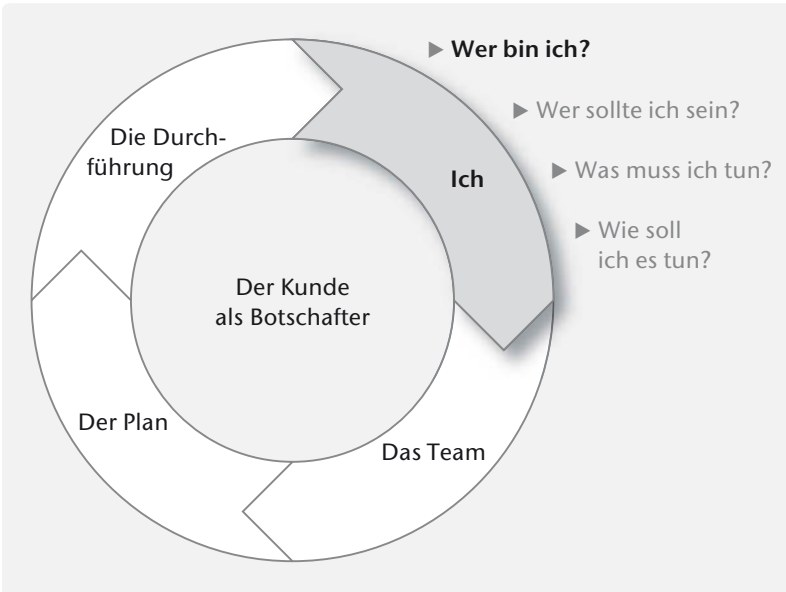 Wer bin ich?
Wer sollte ich sein?
Was muss ich tun?
Wie soll
ich es tun?
Die Durch-
führung
Ich
Der Kunde
als Botschafter
Der Plan
Das Team